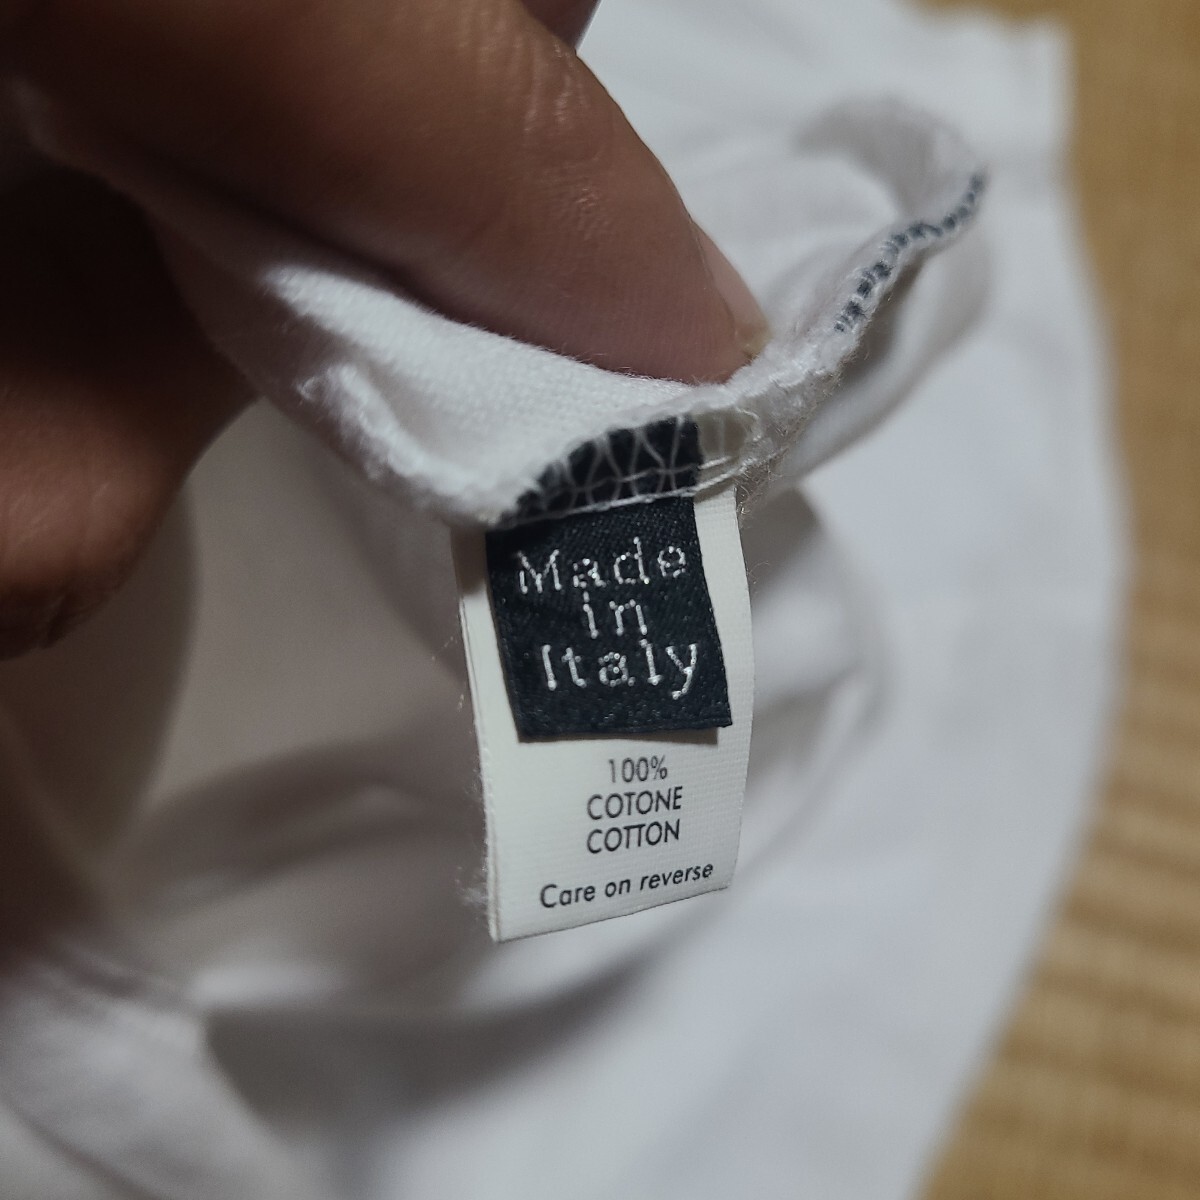 Made
in
Italy
100%
COTONE
COTTON
Care on reverse